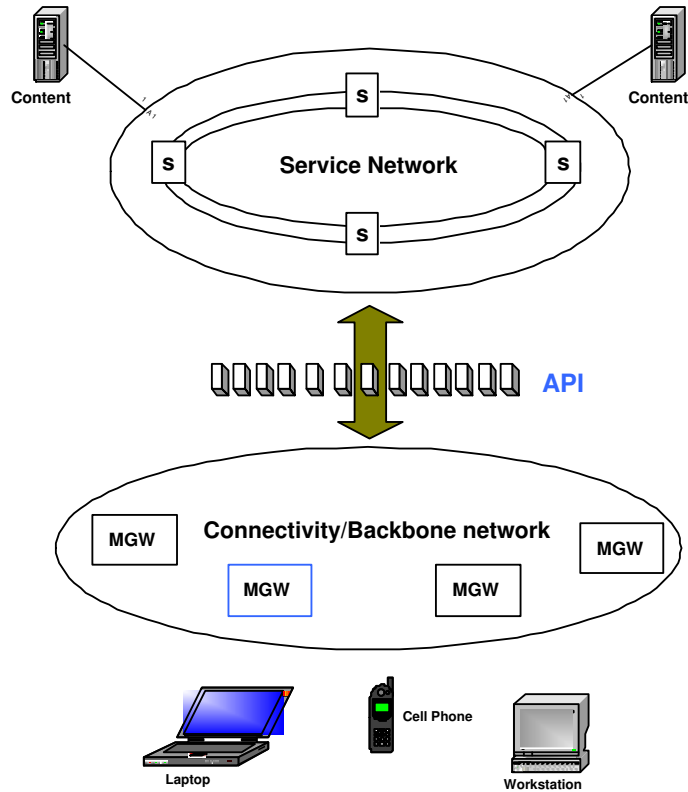 Content
Content
S
S
Service Network
S
S
API
Connectivity/Backbone network
MGW
MGW
MGW
MGW
Cell Phone
Laptop
Workstation